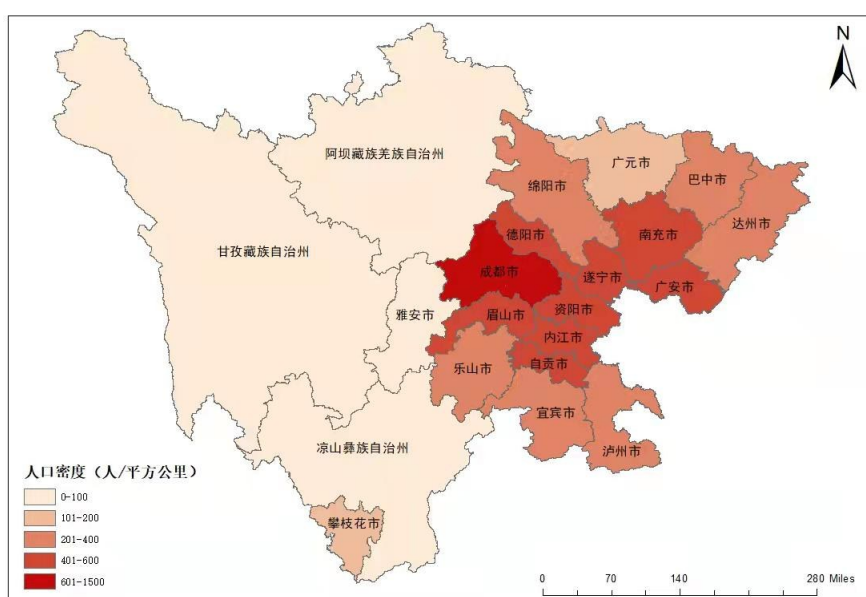 N
阿坝藏族羌族自治州
广元市
绵阳市
巴中市
达州市
德阳市
南充市
甘孜藏族自治州
成都市
遂宁市
广安市
雅安市
眉山市
资阳市
内江市
自贡市
乐山市
宜宾市
凉山彝族自治州
泸州市
攀枝花市
人口密度（人/平方公里）
0-100
101-200
201-400
401-600
601-1500
0 70 140 280 Miles